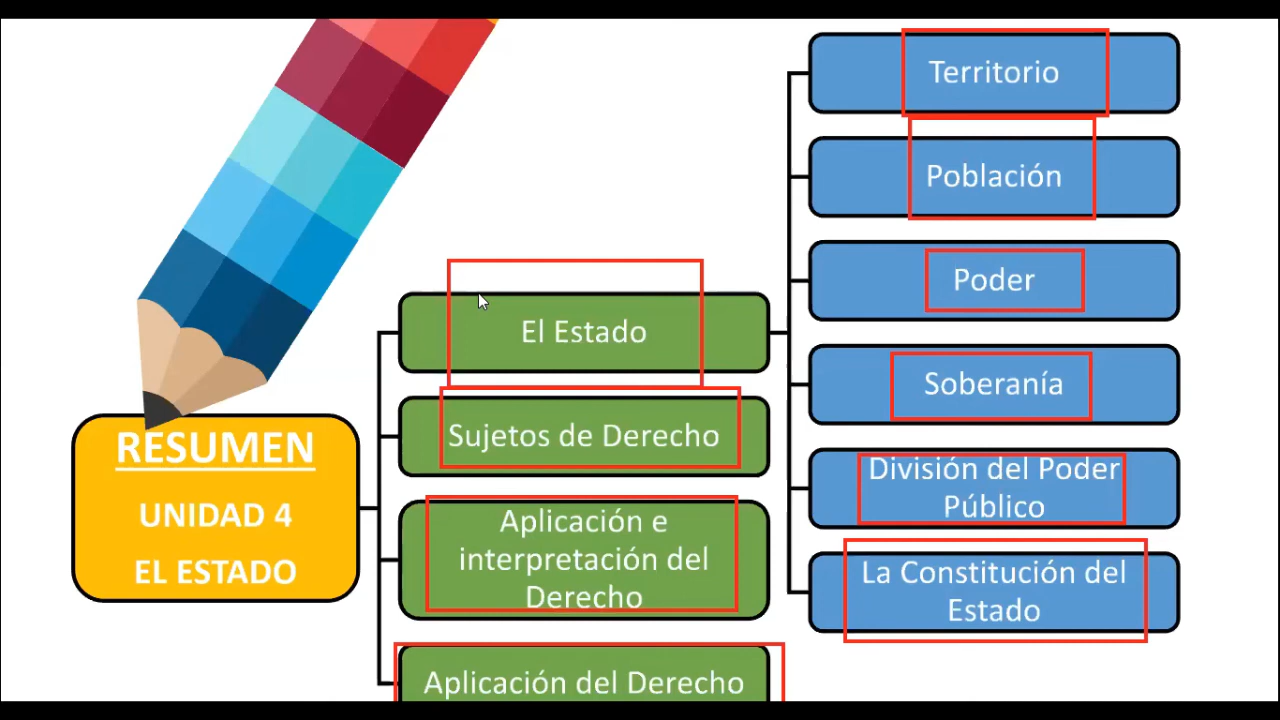 RESUMEN
UNIDAD 4
EL ESTADO
El Estado
Sujetos de Derecho
Aplicación e
interpretación del
Derecho
Aplicación del Derecho
Territorio
Población
Poder
Soberanía
División del Poder
Público
La Constitución del
Estado